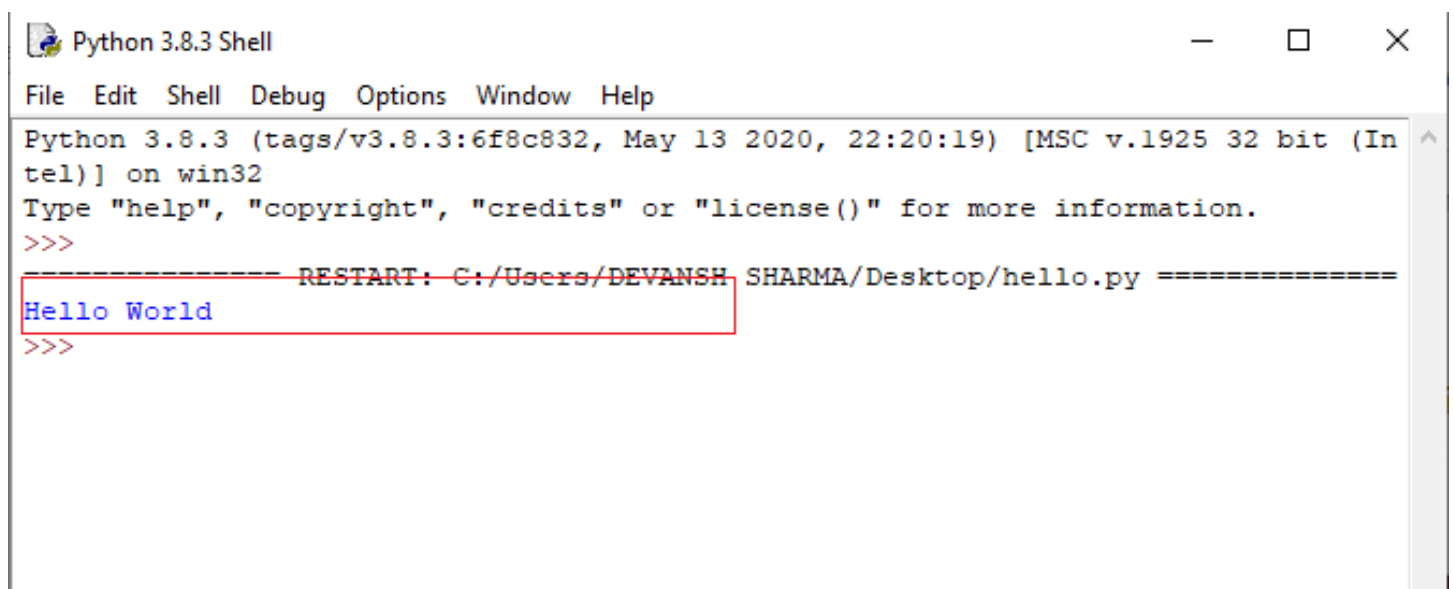 Python 3.8.3 Shell
File Edit Shell Debug Options Window Help
Python 3.8.3 (tags/v3.8.3:6f8c832, May 13 2020, 22:20:19) [MSC v.1925 32 bit (In
tel)] on win32
Type "help", "copyright", "credits" or "license()" for more information.
>>>
=============== RESTART: C:/Users/DEVANSH SHARMA/Desktop/hello.py ==============
Hello World
>>>